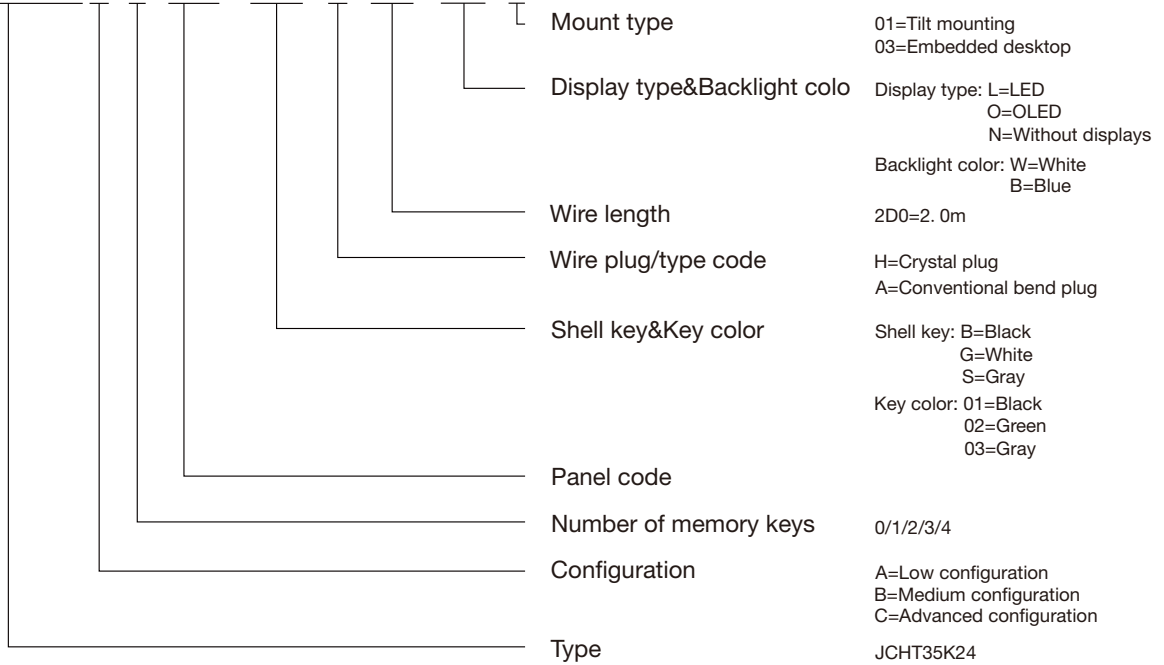 Mount type
01=Tilt mounting
03=Embedded desktop
Display type&Backlight colo
Display type: L=LED
O=OLED
N=Without displays
Backlight color: W=White
B=Blue
Wire length
2D0=2. 0m
Wire plug/type code
H=Crystal plug
A=Conventional bend plug
Shell key&Key color
Shell key: B=Black
G=White
S=Gray
Key color: 01=Black
02=Green
03=Gray
Panel code
Number of memory keys
0/1/2/3/4
Configuration
A=Low configuration
B=Medium configuration
C=Advanced configuration
Type
JCHT35K24